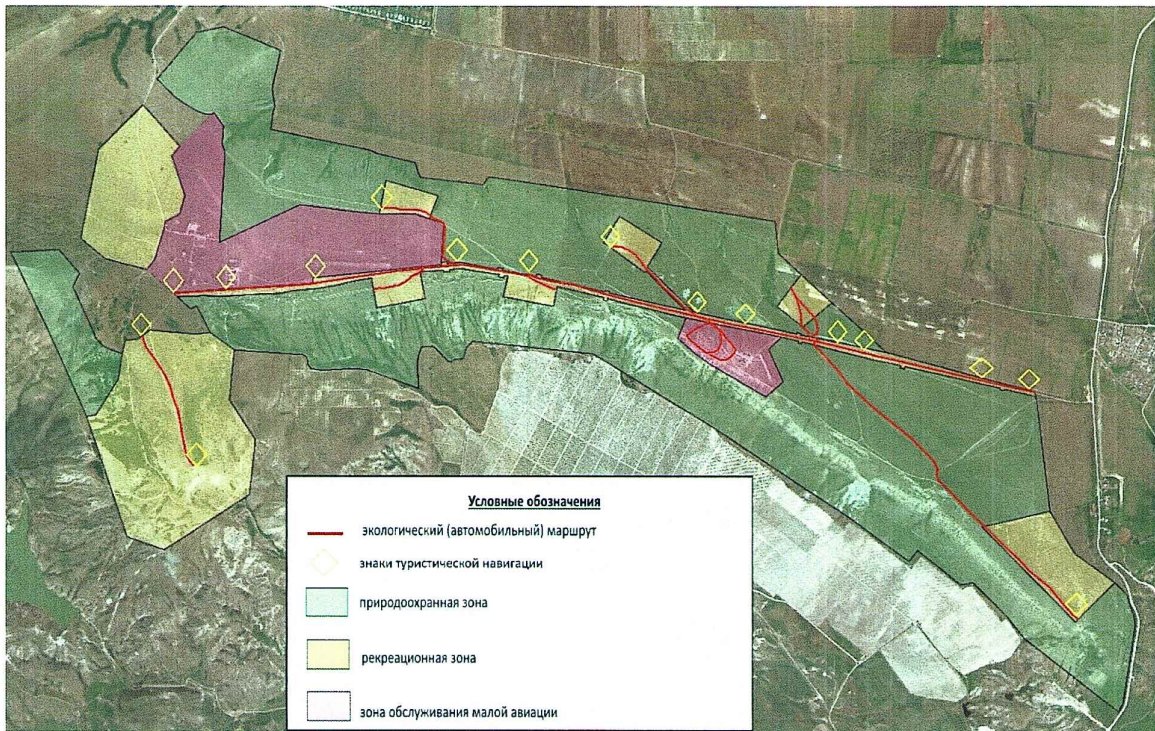 Условные обозначения
экологический (автомобильный) маршрут
знаки туристической навигации
природоохранная зона
рекреационная зона
зона обслуживания малой авиации